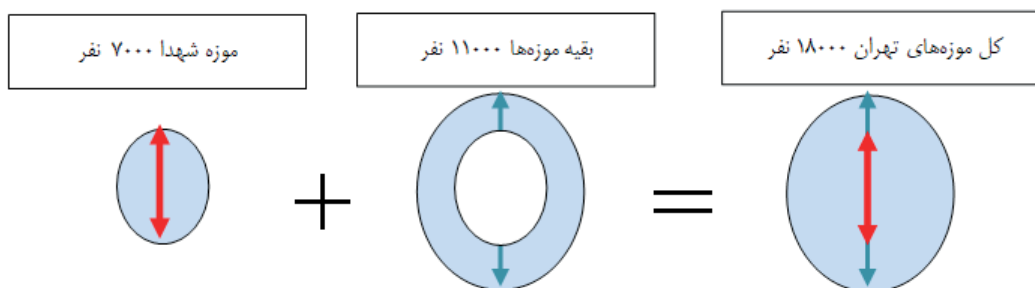 کل موزه‌های تهران ۱۸۰۰۰ نفر
بقیه موزه‌ها ۱۱۰۰۰ نفر
موزه شهدا ۷۰۰۰ نفر
+
=